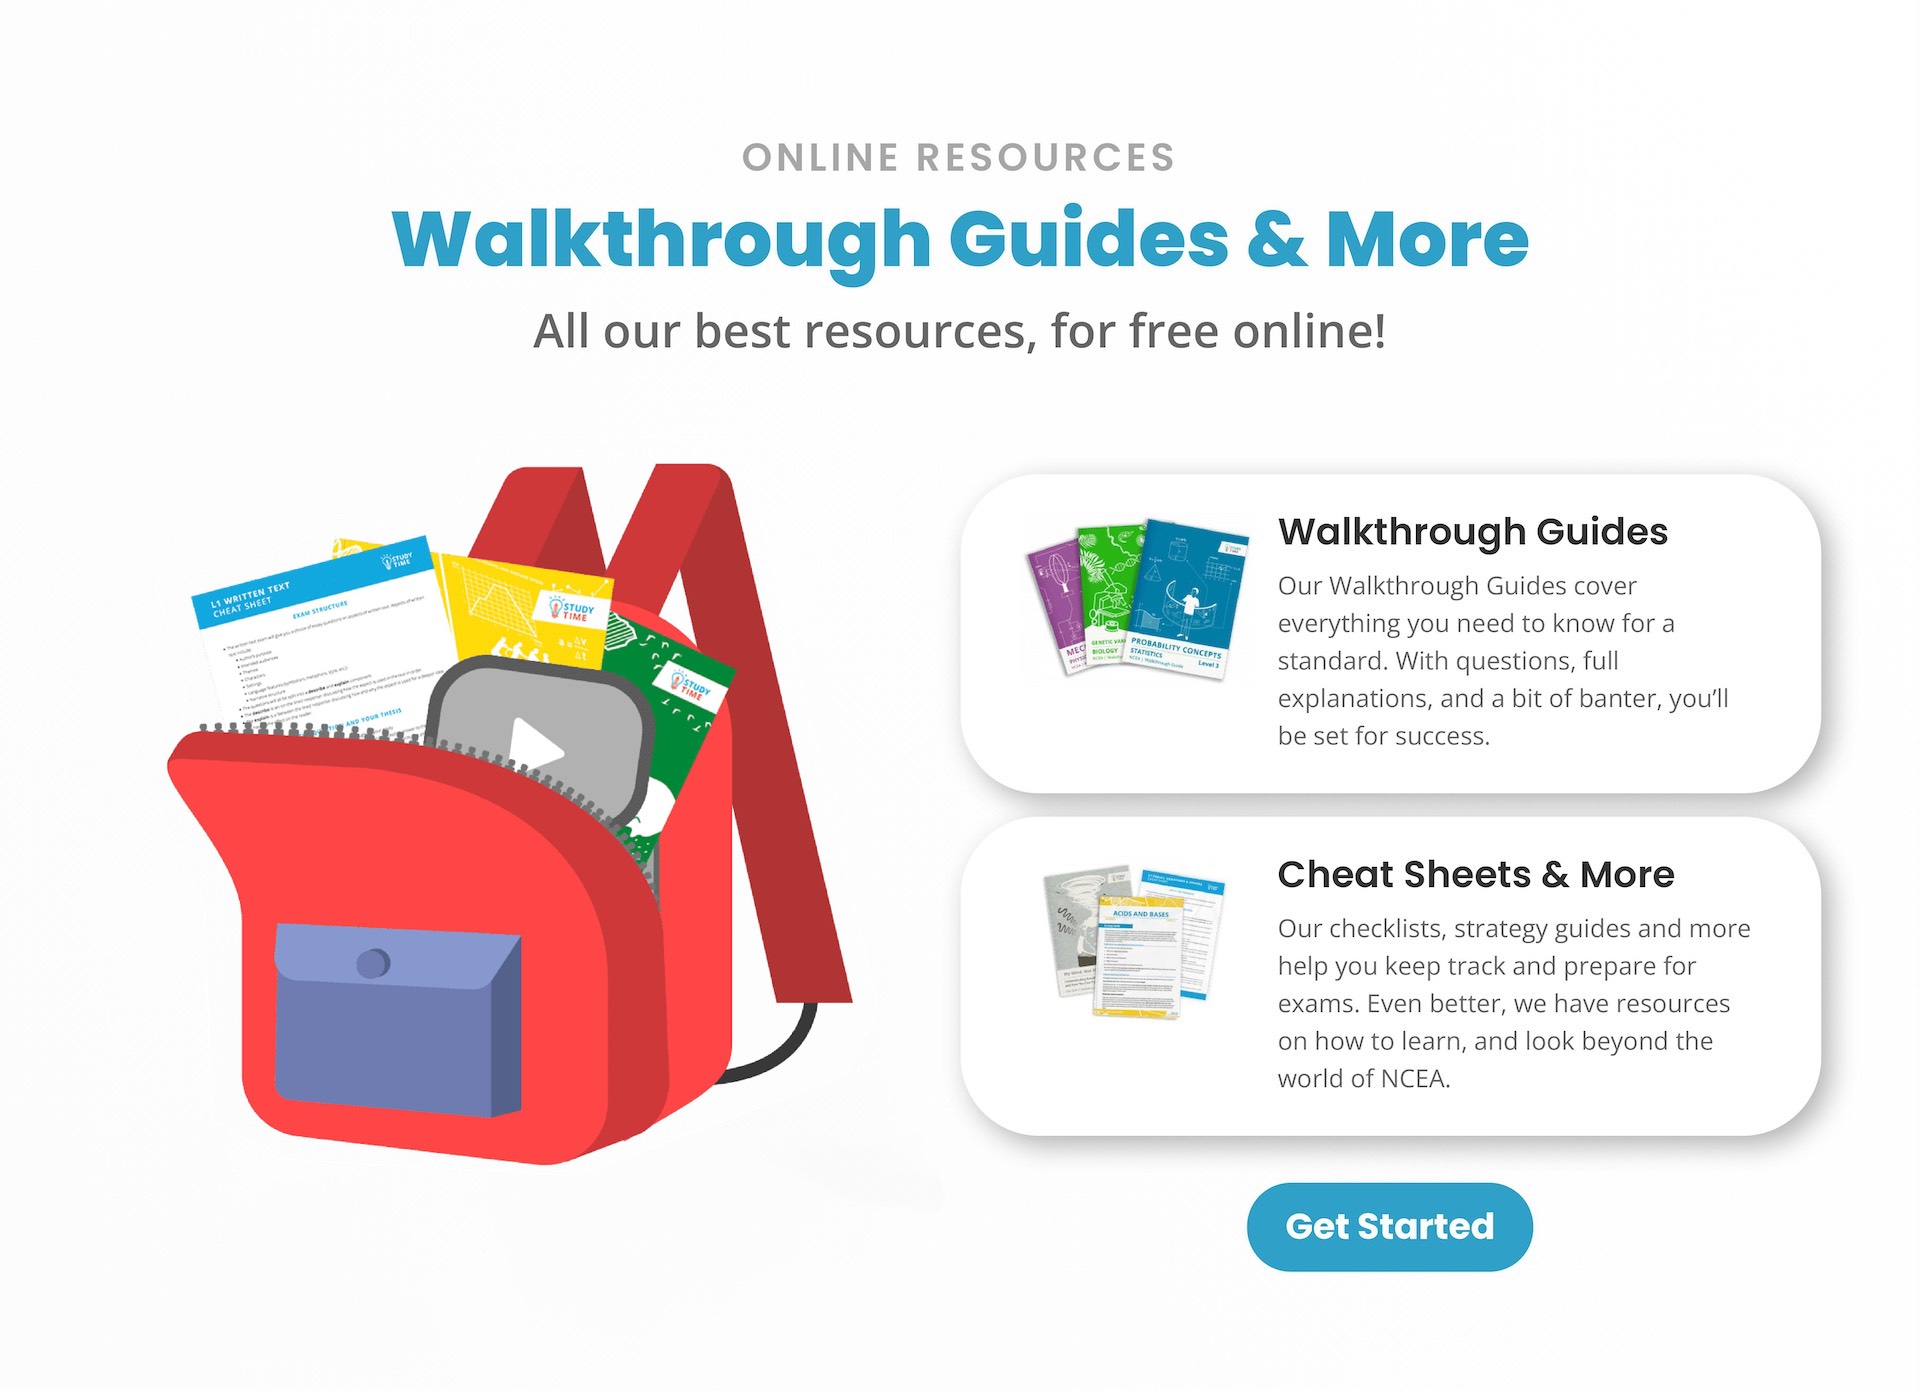 ONLINE RESOURCES
Walkthrough Guides & More
All our best resources, for free online!
L1 WRITTEN TEXT
CHEAT SHEET
STUDY
TIME
EXAM STRUCTURE
STUDY
TIME
STUDY
TIME
Walkthrough Guides
Our Walkthrough Guides cover
everything you need to know for a
standard. With questions, full
explanations, and a bit of banter, you’ll
be set for success.
BIOLOGY
PROBABILITY CONCEPTS
STATISTICS
Level 3
NCEA | Walkthrough Guide
Cheat Sheets & More
Our checklists, strategy guides and more
help you keep track and prepare for
exams. Even better, we have resources
on how to learn, and look beyond the
world of NCEA.
ACIDS AND BASES
Get Started